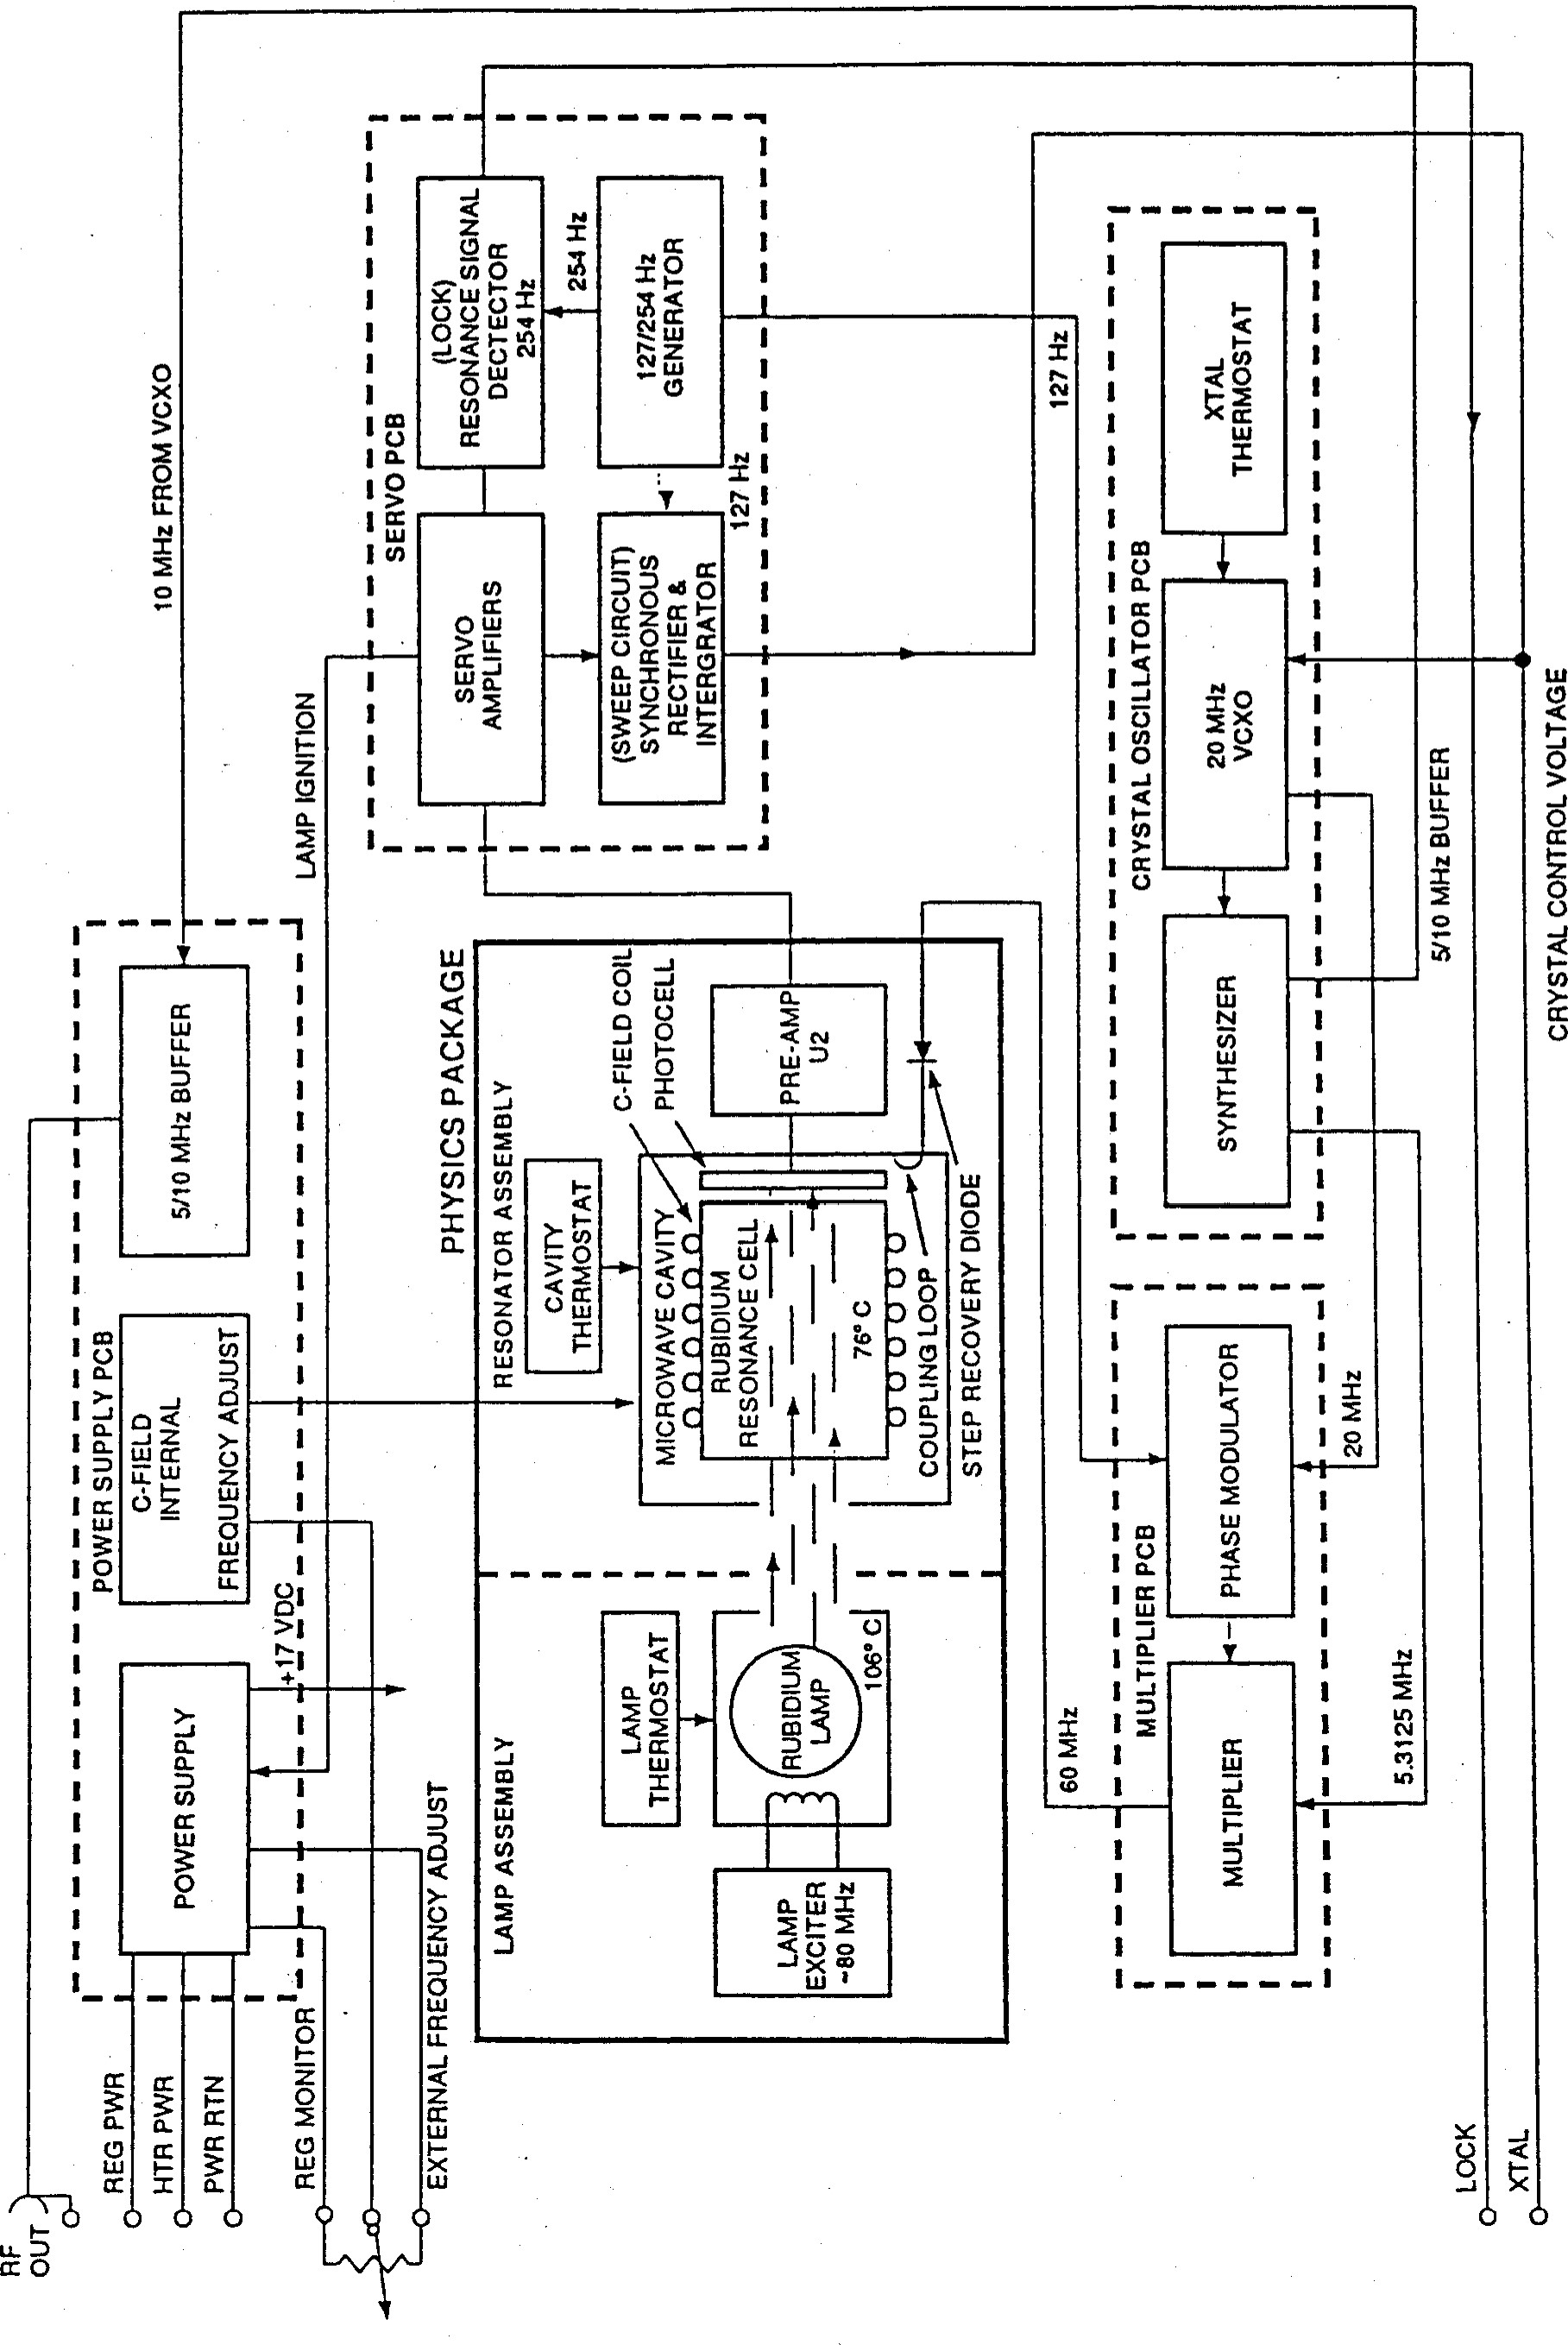 RF
OUT
REG PWR
HTR PWR
PWR RTN
REG MONITOR
EXTERNAL FREQUENCY ADJUST
POWER SUPPLY PCB
POWER SUPPLY
+17 VDC
C-FIELD
INTERNAL
FREQUENCY ADJUST
5/10 MHz BUFFER
10 MHz FROM VCXO
LAMP IGNITION
SERVO PCB
SERVO
AMPLIFIERS
(LOCK)
RESONANCE SIGNAL
DECTECTOR
254 Hz
254 Hz
(SWEEP CIRCUIT)
SYNCHRONOUS
RECTIFIER &
INTERGRATOR
127 Hz
127/254 Hz
GENERATOR
PHYSICS PACKAGE
LAMP ASSEMBLY
LAMP
THERMOSTAT
LAMP
EXCITER
~80 MHz
RUBIDIUM
LAMP
106° C
RESONATOR ASSEMBLY
CAVITY
THERMOSTAT
MICROWAVE CAVITY
RUBIDIUM
RESONANCE CELL
76° C
C-FIELD COIL
PHOTOCELL
PRE-AMP
U2
COUPLING LOOP
STEP RECOVERY DIODE
60 MHz
127 Hz
MULTIPLIER PCB
MULTIPLIER
PHASE MODULATOR
5.3125 MHz
20 MHz
CRYSTAL OSCILLATOR PCB
SYNTHESIZER
20 MHz
VCXO
XTAL
THERMOSTAT
5/10 MHz BUFFER
LOCK
XTAL
CRYSTAL CONTROL VOLTAGE